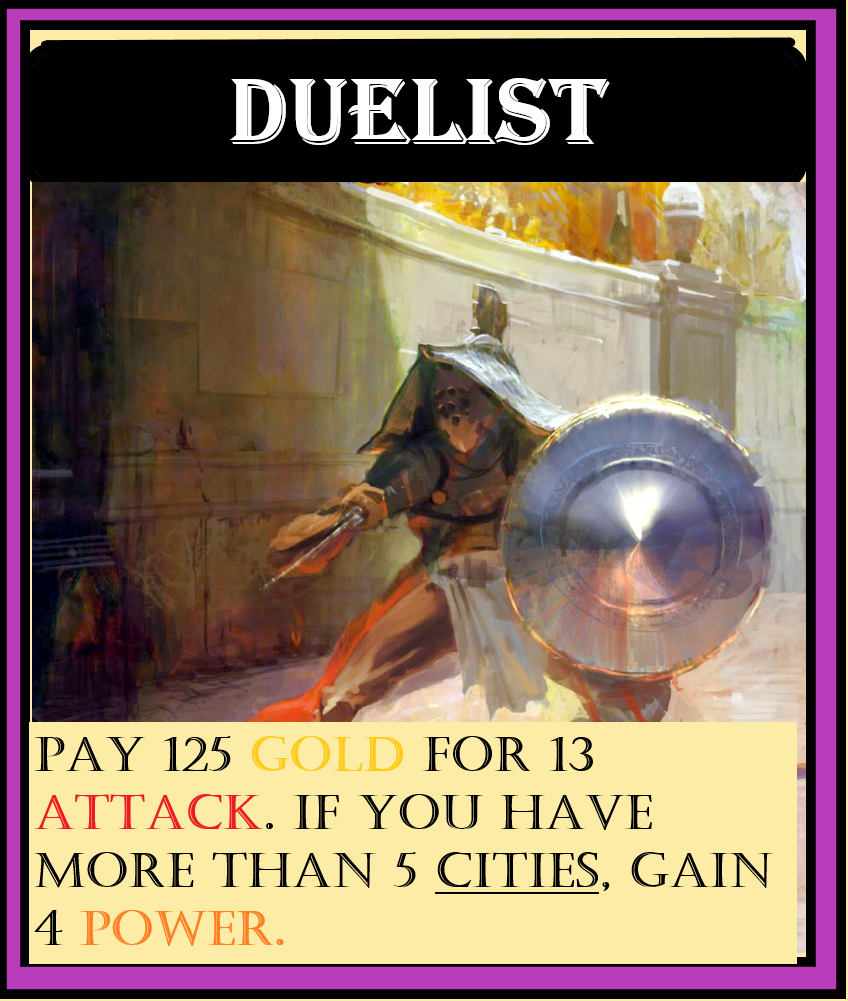 DUELIST
PAY 125 GOLD FOR 13
ATTACK. IF YOU HAVE
MORE THAN 5 CITIES, GAIN
4 POWER.